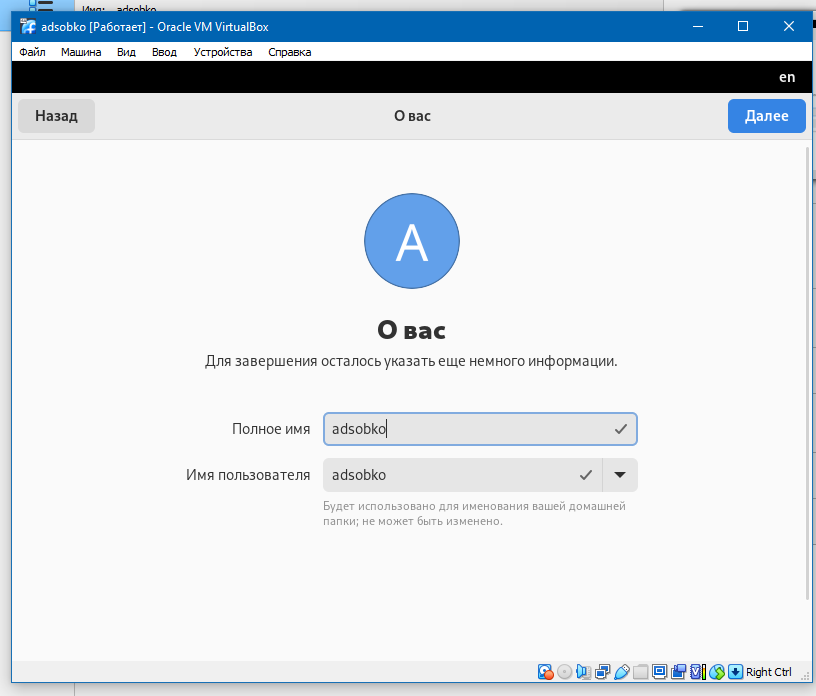 Имя: adsobko
adsobko [Работает] - Oracle VM VirtualBox
Файл Машина Вид Ввод Устройства Справка
en
Назад О вас Далее
A
О вас
Для завершения осталось указать еще немного информации.
Полное имя adsobko
Имя пользователя adsobko
Будет использовано для именования вашей домашней
папки; не может быть изменено.
Right Ctrl